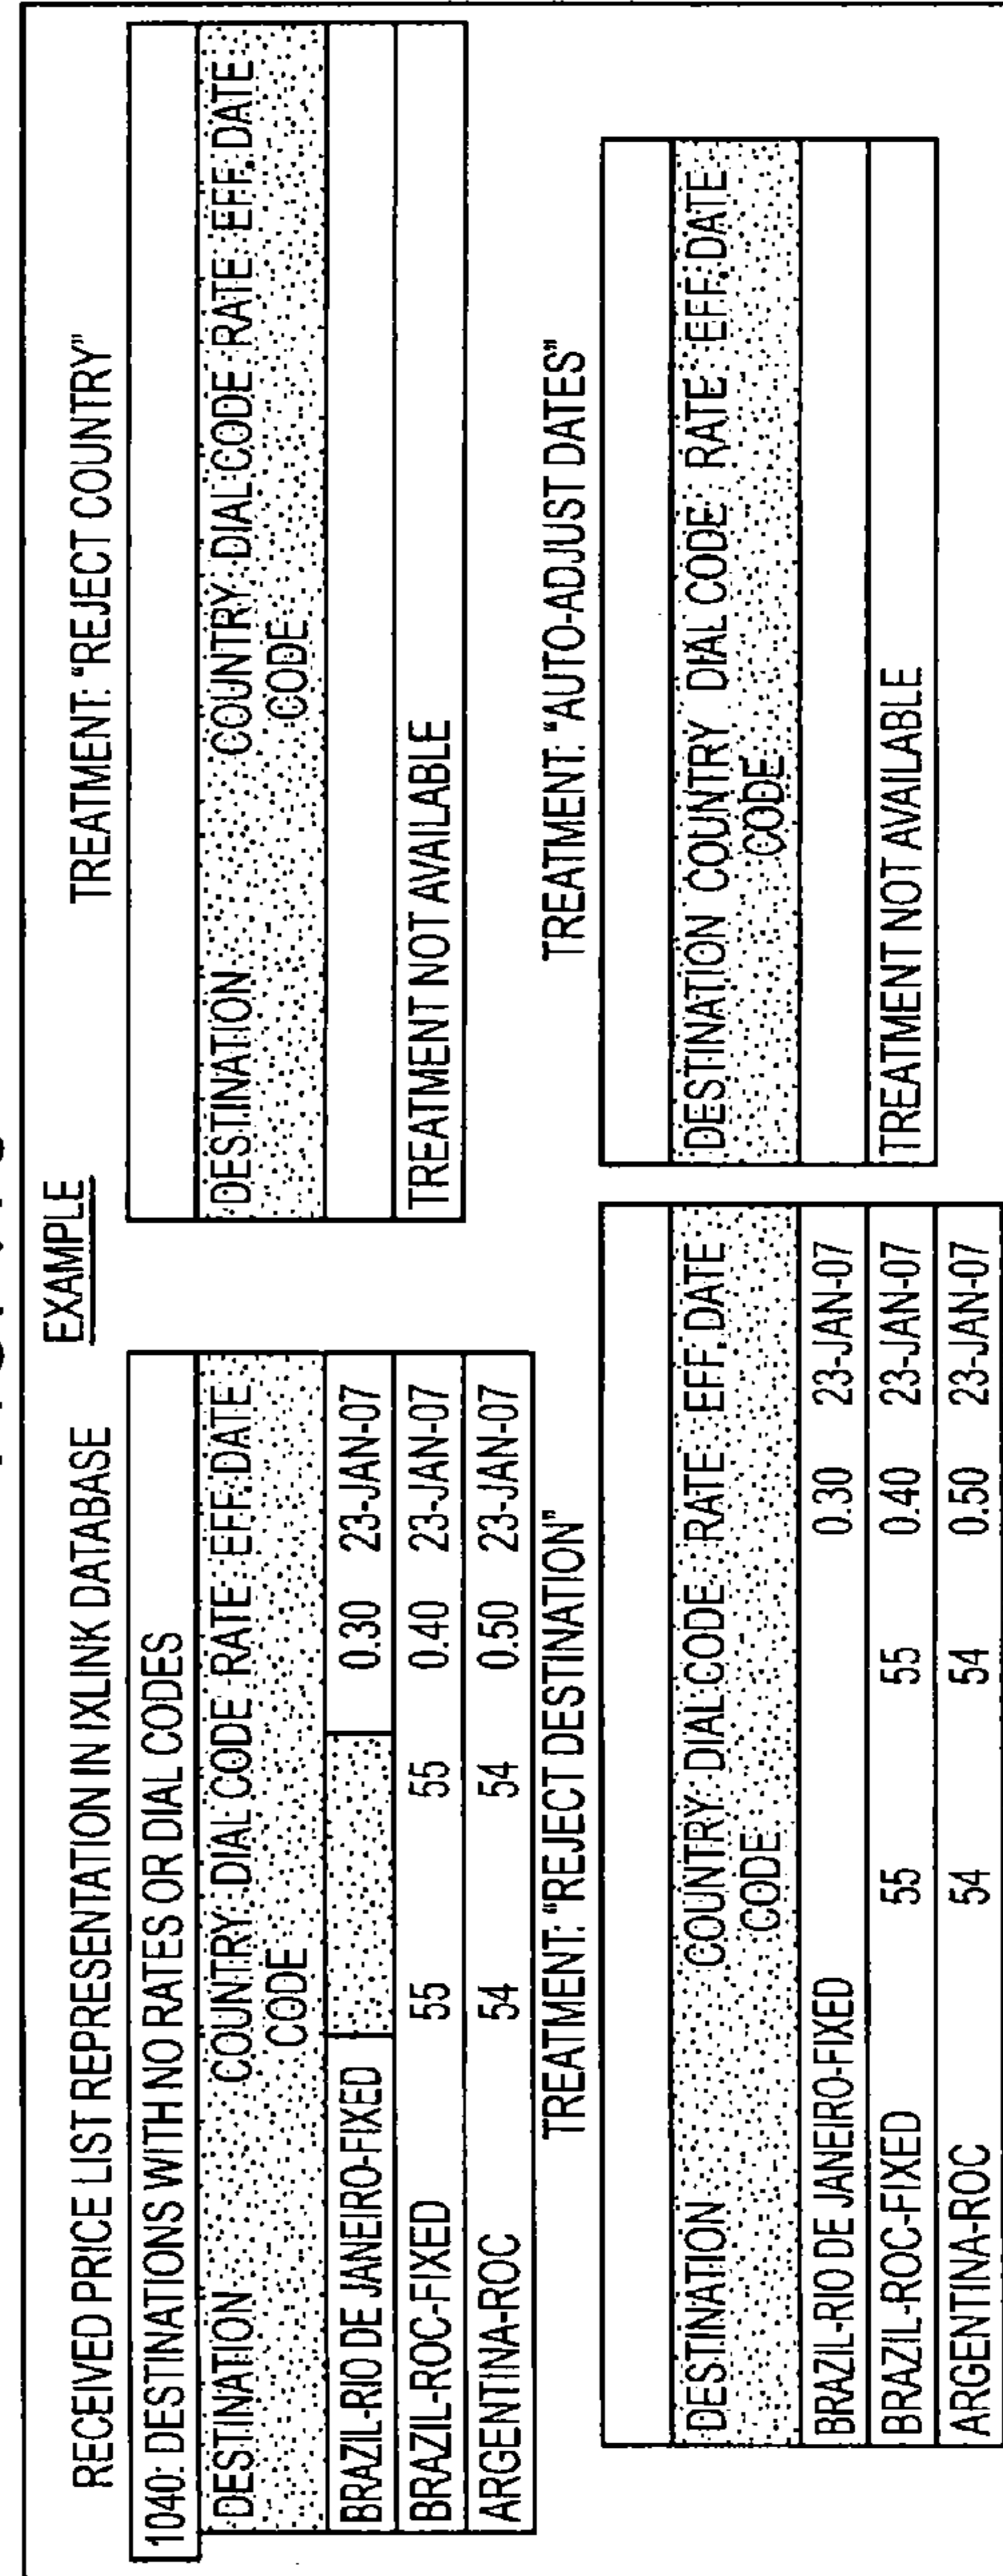 EXAMPLE
RECEIVED PRICE LIST REPRESENTATION IN IXLINK DATABASE
1040: DESTINATIONS WITH NO RATES OR DIAL CODES
DESTINATION COUNTRY DIAL CODE RATE EFF. DATE
CODE
BRAZIL-RIO DE JANEIRO-FIXED 0.30 23-JAN-07
BRAZIL-ROC-FIXED 55 55 0.40 23-JAN-07
ARGENTINA-ROC 54 54 0.50 23-JAN-07
TREATMENT: "REJECT COUNTRY"
DESTINATION COUNTRY DIAL CODE RATE EFF. DATE
CODE
TREATMENT NOT AVAILABLE
TREATMENT: "REJECT DESTINATION"
DESTINATION COUNTRY DIAL CODE RATE EFF. DATE
CODE
BRAZIL-RIO DE JANEIRO-FIXED 0.30 23-JAN-07
BRAZIL-ROC-FIXED 55 55 0.40 23-JAN-07
ARGENTINA-ROC 54 54 0.50 23-JAN-07
TREATMENT: "AUTO-ADJUST DATES"
DESTINATION COUNTRY DIAL CODE RATE EFF. DATE
CODE
TREATMENT NOT AVAILABLE